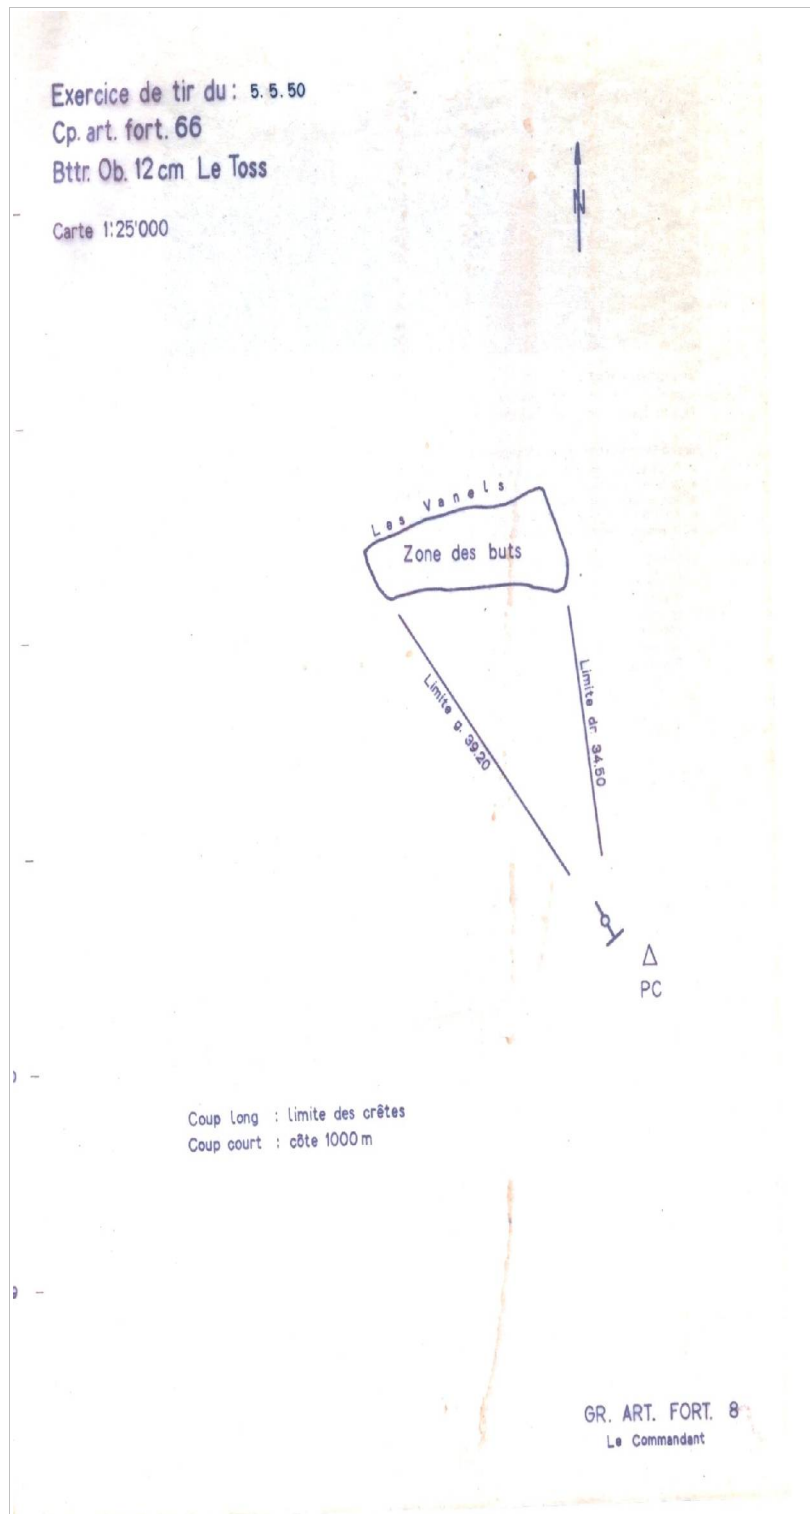 Exercice de tir du : 5.5.50
Cp. art. fort. 66
Bttr. Ob. 12 cm Le Toss
Carte 1:25'000
N
Les Vanels
Zone des buts
Limite g. 39.20
Limite dr. 34.50
PC
Coup long : limite des crêtes
Coup court : côte 1000 m
GR. ART. FORT. 8
Le Commandant